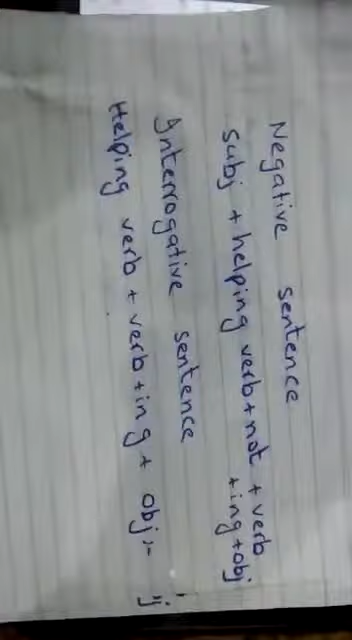 Negative sentence
Subj + helping verb + not + verb
+ ing + obj
Interrogative sentence
Helping verb + verb + ing + obj :-